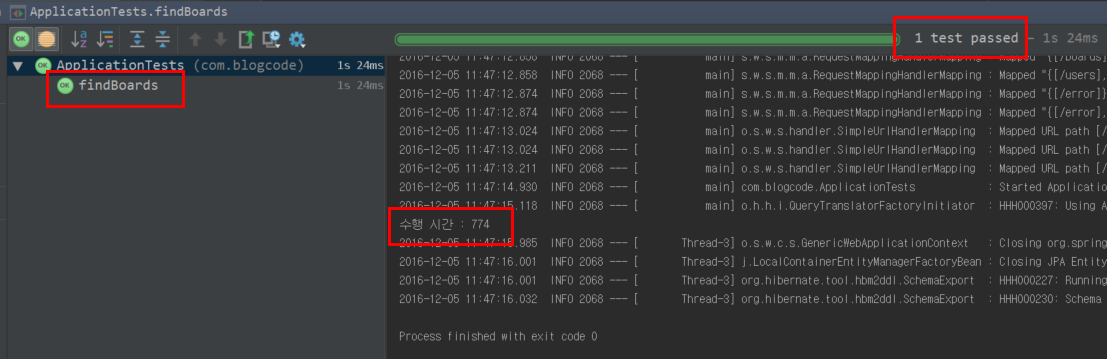 ApplicationTests.findBoards
1 test passed – 1s 24ms
ApplicationTests (com.blogcode) 1s 24ms
findBoards 1s 24ms
2016-12-05 11:47:12.858 INFO 2068 --- [ main] s.w.s.m.m.a.RequestMappingHandlerMapping : Mapped "{[/boards]
2016-12-05 11:47:12.858 INFO 2068 --- [ main] s.w.s.m.m.a.RequestMappingHandlerMapping : Mapped "{[/users],
2016-12-05 11:47:12.874 INFO 2068 --- [ main] s.w.s.m.m.a.RequestMappingHandlerMapping : Mapped "{[/error]}
2016-12-05 11:47:12.874 INFO 2068 --- [ main] s.w.s.m.m.a.RequestMappingHandlerMapping : Mapped "{[/error],
2016-12-05 11:47:13.024 INFO 2068 --- [ main] o.s.w.s.handler.SimpleUrlHandlerMapping : Mapped URL path [/
2016-12-05 11:47:13.024 INFO 2068 --- [ main] o.s.w.s.handler.SimpleUrlHandlerMapping : Mapped URL path [/
2016-12-05 11:47:13.211 INFO 2068 --- [ main] o.s.w.s.handler.SimpleUrlHandlerMapping : Mapped URL path [/
2016-12-05 11:47:14.930 INFO 2068 --- [ main] com.blogcode.ApplicationTests : Started Applicatio
2016-12-05 11:47:15.118 INFO 2068 --- [ main] o.h.h.i.QueryTranslatorFactoryInitiator : HHH000397: Using A
수행 시간 : 774
2016-12-05 11:47:15.985 INFO 2068 --- [ Thread-3] o.s.w.c.s.GenericWebApplicationContext : Closing org.spring
2016-12-05 11:47:16.001 INFO 2068 --- [ Thread-3] j.LocalContainerEntityManagerFactoryBean : Closing JPA Entity
2016-12-05 11:47:16.001 INFO 2068 --- [ Thread-3] org.hibernate.tool.hbm2ddl.SchemaExport : HHH000227: Running
2016-12-05 11:47:16.032 INFO 2068 --- [ Thread-3] org.hibernate.tool.hbm2ddl.SchemaExport : HHH000230: Schema
Process finished with exit code 0